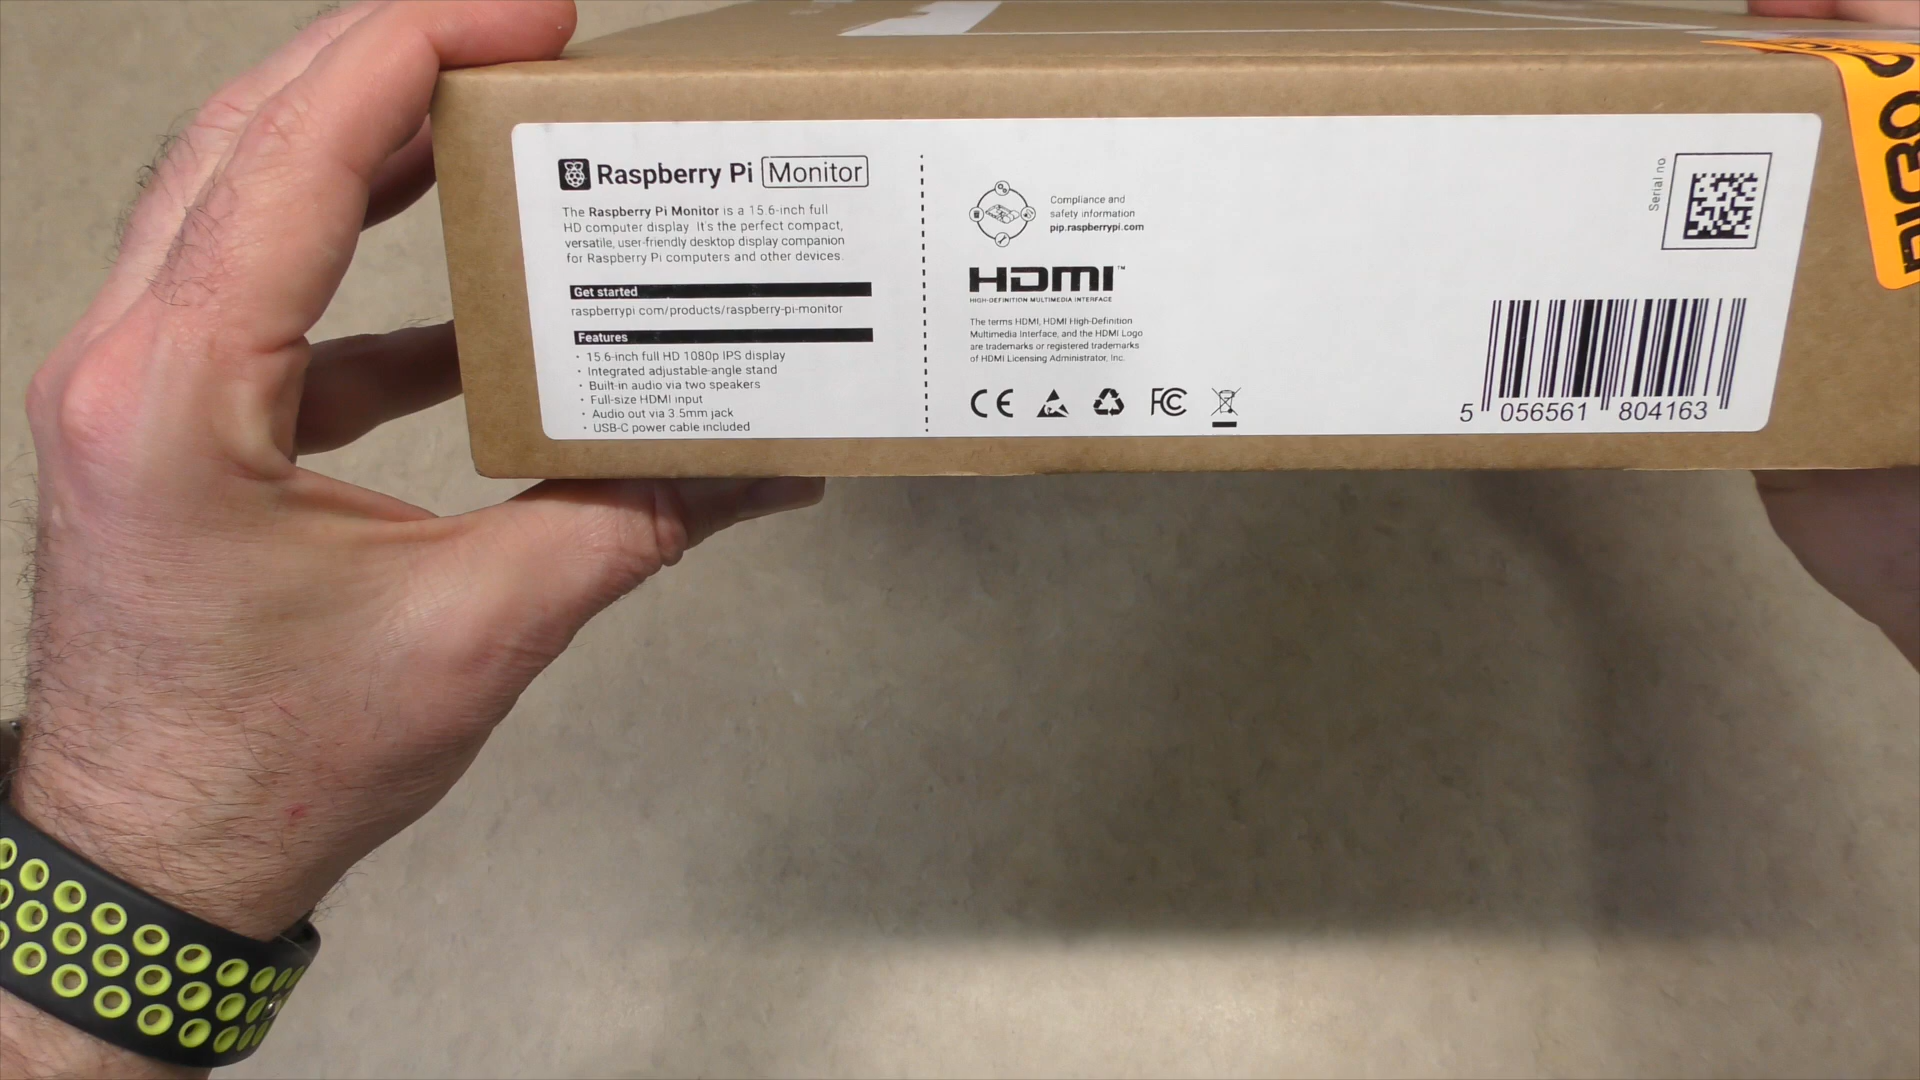 Raspberry Pi Monitor
The Raspberry Pi Monitor is a 15.6-inch full
HD computer display. It's the perfect compact,
versatile, user-friendly desktop display companion
for Raspberry Pi computers and other devices.
Get started
raspberrypi.com/products/raspberry-pi-monitor
Features
• 15.6-inch full HD 1080p IPS display
• Integrated adjustable-angle stand
• Built-in audio via two speakers
• Full-size HDMI input
• Audio out via 3.5mm jack
• USB-C power cable included
Compliance and
safety information
pip.raspberrypi.com
HDMI™
HIGH-DEFINITION MULTIMEDIA INTERFACE
The terms HDMI, HDMI High-Definition
Multimedia Interface, and the HDMI Logo
are trademarks or registered trademarks
of HDMI Licensing Administrator, Inc.
CE
FC
Serial no
5 056561 804163